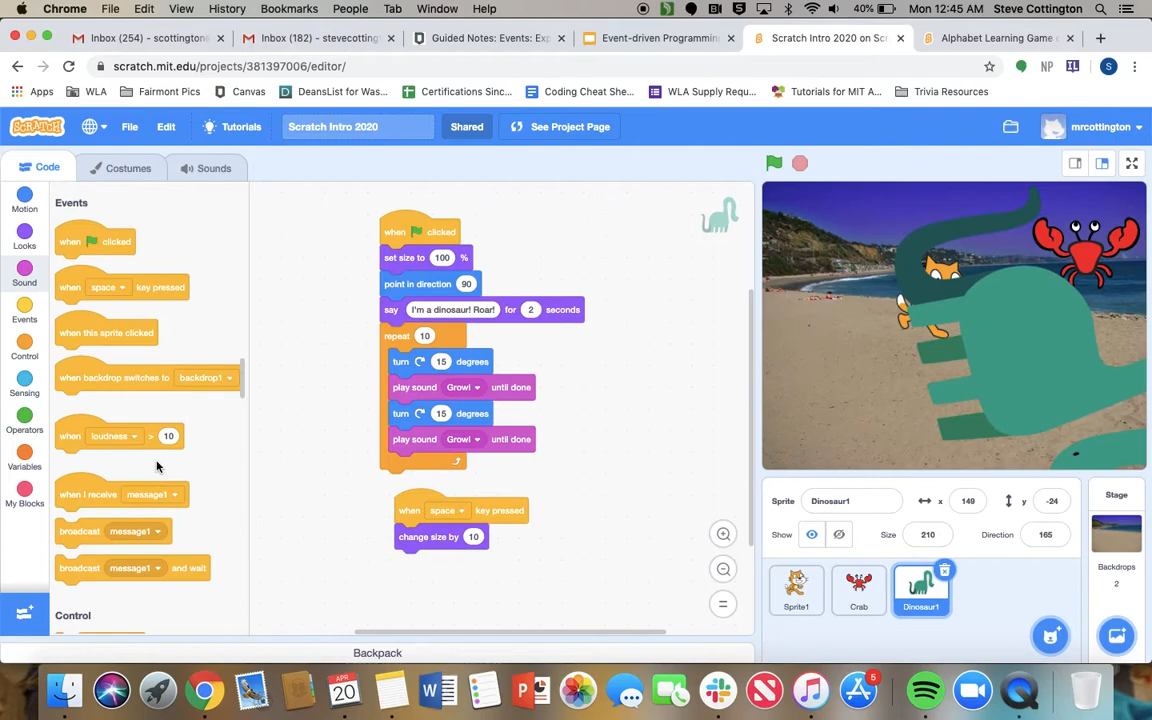 Chrome File Edit View History Bookmarks People Tab Window Help 40% Mon 12:45 AM Steve Cottington
Inbox (254) - scottingtone
Inbox (182) - stevecotting
Guided Notes: Events: Exp
Event-driven Programming
Scratch Intro 2020 on Scr
Alphabet Learning Game o
scratch.mit.edu/projects/381397006/editor/
NP
S
Apps WLA Fairmont Pics Canvas DeansList for Was... Certifications Sinc... Coding Cheat She... WLA Supply Requ... Tutorials for MIT A... Trivia Resources
SCRATCH File Edit Tutorials Scratch Intro 2020 Shared See Project Page mrcottington
Code Costumes Sounds
Motion
Looks
Sound
Events
Control
Sensing
Operators
Variables
My Blocks
Events
when clicked
when space key pressed
when this sprite clicked
when backdrop switches to backdrop1
when loudness > 10
when I receive message1
broadcast message1
broadcast message1 and wait
Control
when clicked
set size to 100 %
point in direction 90
say I'm a dinosaur! Roar! for 2 seconds
repeat 10
turn 15 degrees
play sound Growl until done
turn 15 degrees
play sound Growl until done
when space key pressed
change size by 10
Backpack
Sprite Dinosaur1 x 149 y -24
Show Size 210 Direction 165
Sprite1
Crab
Dinosaur1
Stage
Backdrops
2
APR
20
5